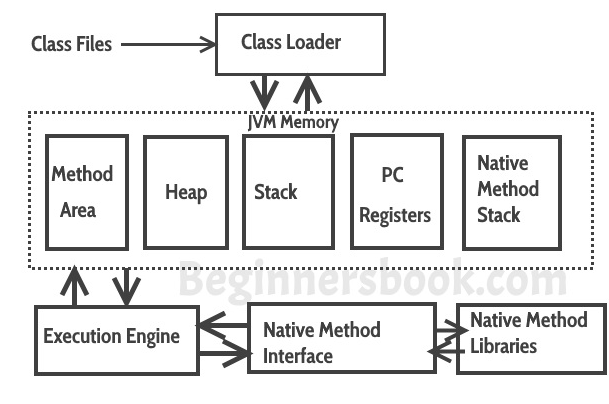 Class Files
Class Loader
JVM Memory
Method
Area
Heap
Stack
PC
Registers
Native
Method
Stack
Beginnersbook.com
Execution Engine
Native Method
Interface
Native Method
Libraries